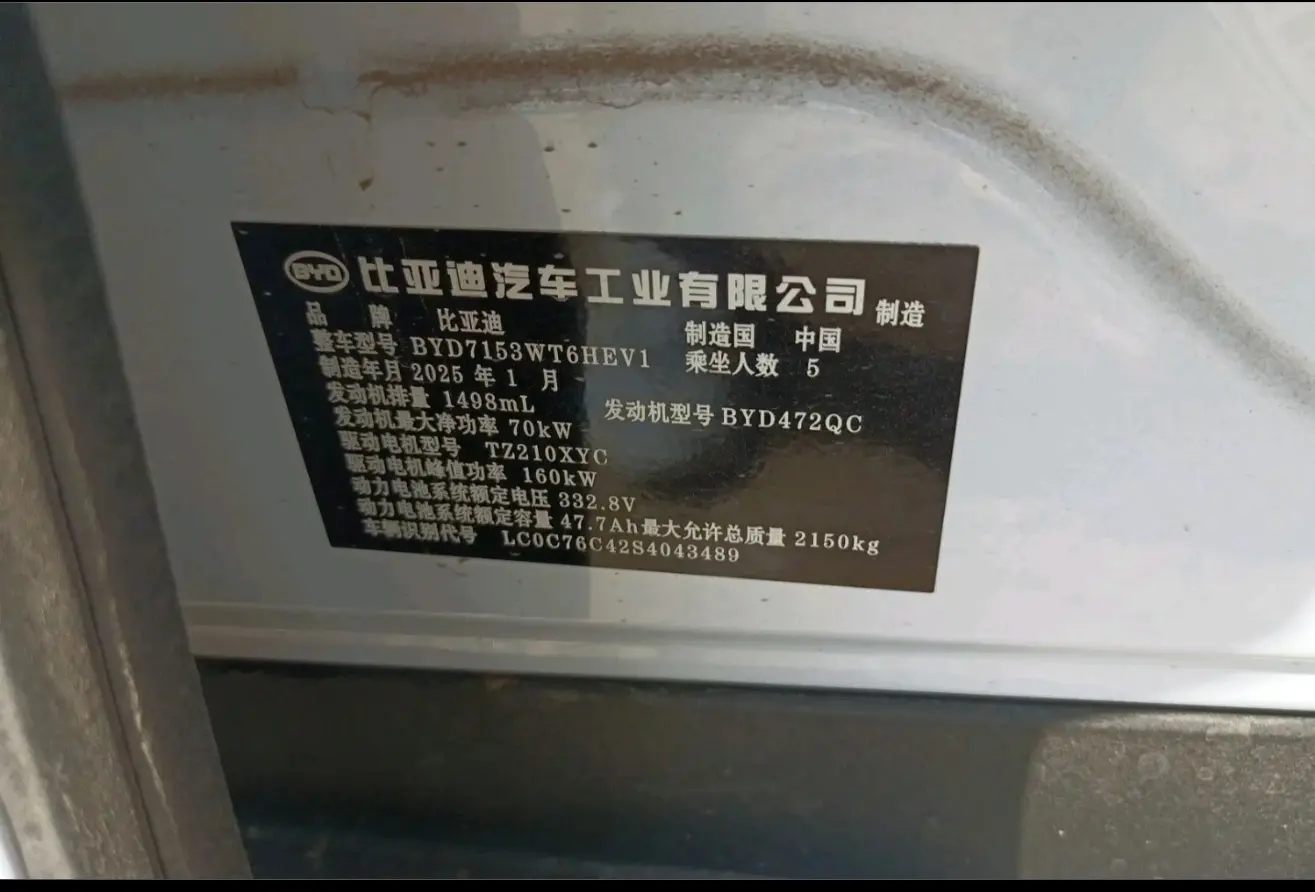 BYD 比亚迪汽车工业有限公司 制造
品牌 比亚迪 制造国 中国
整车型号 BYD7153WT6HEV1 乘坐人数 5
制造年月 2025 年 1 月
发动机排量 1498mL 发动机型号 BYD472QC
发动机最大净功率 70kW
驱动电机型号 TZ210XYC
驱动电机峰值功率 160kW
动力电池系统额定电压 332.8V
动力电池系统额定容量 47.7Ah 最大允许总质量 2150kg
车辆识别代号 LC0C76C42S4043489